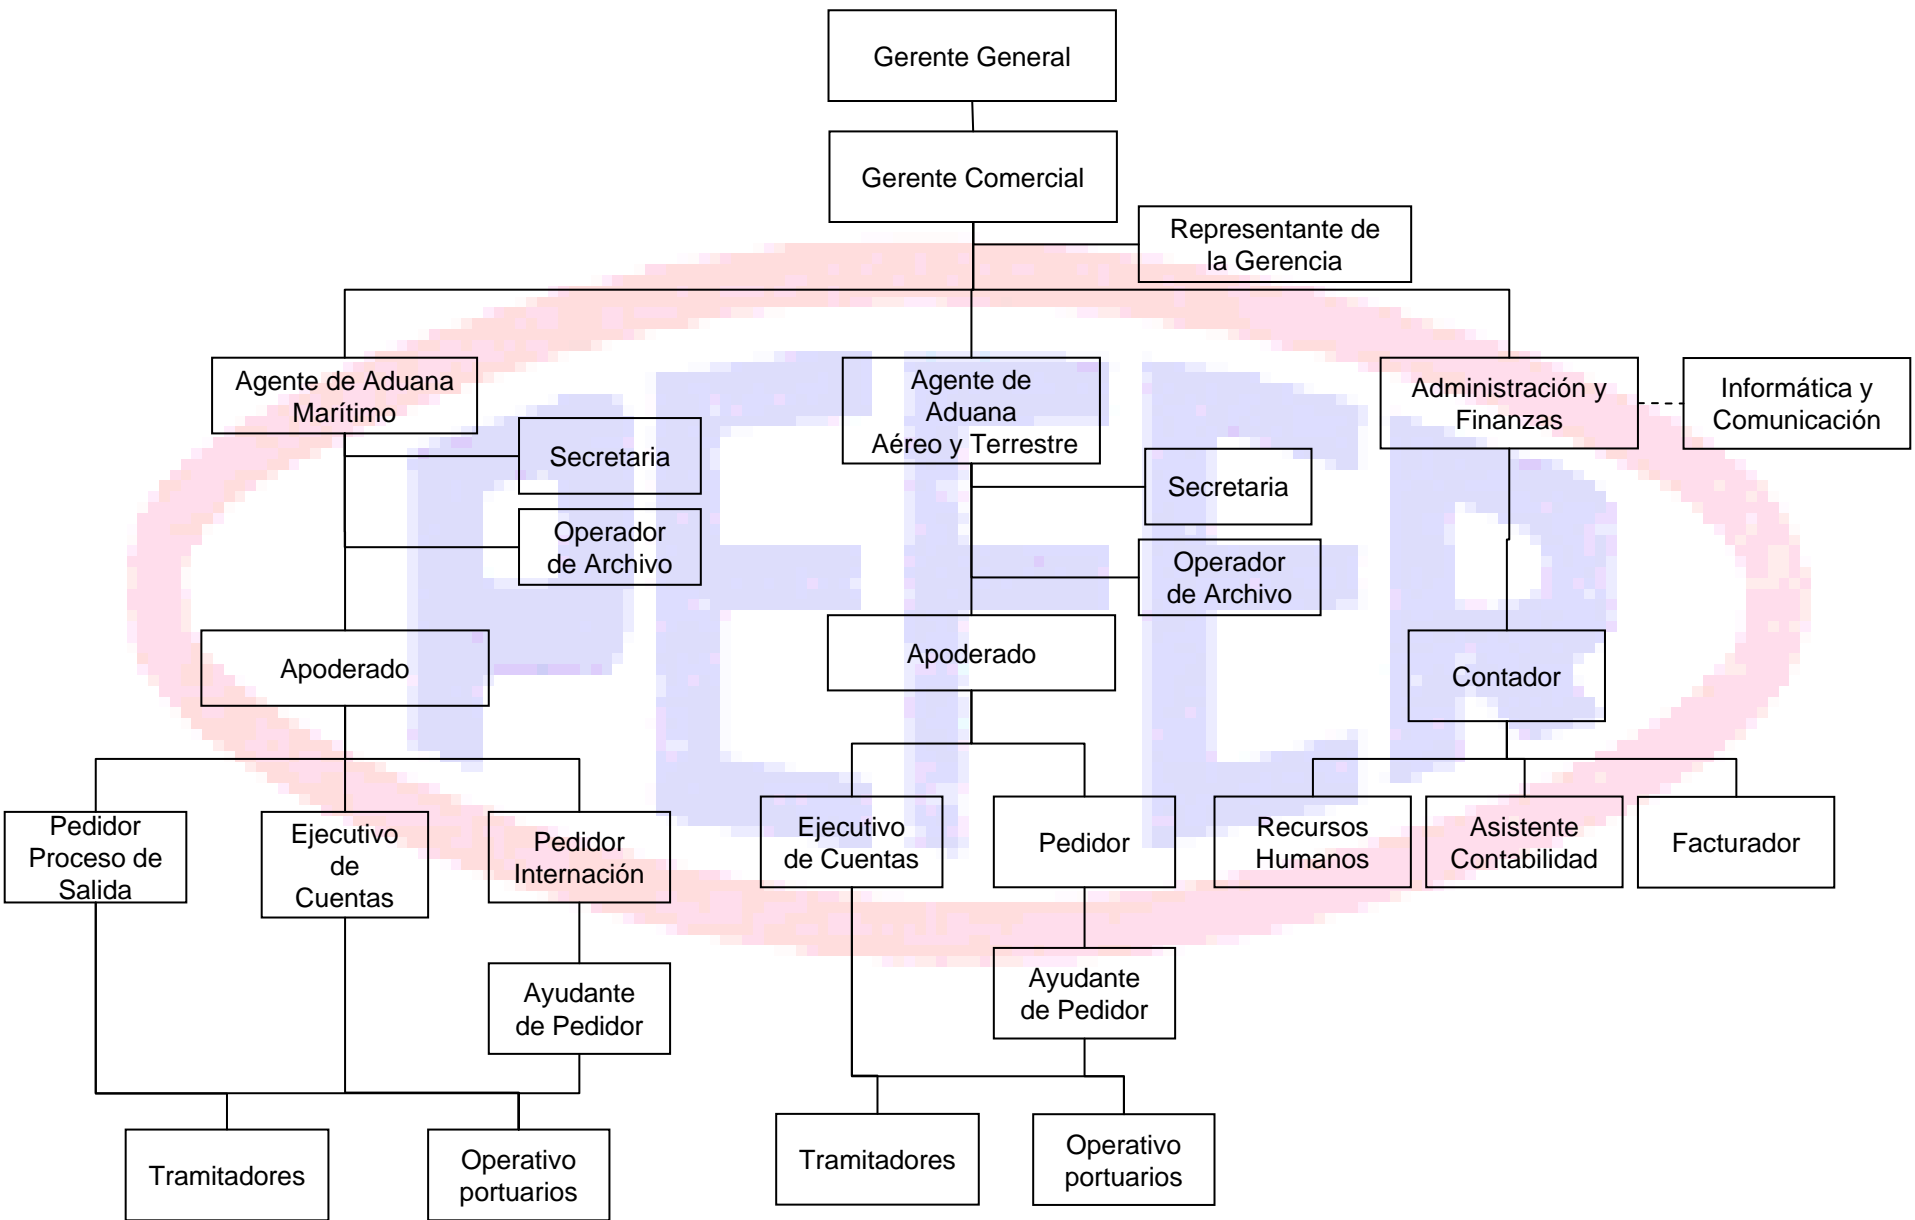 Gerente General
Gerente Comercial
Representante de
la Gerencia
Agente de Aduana
Marítimo
Agente de
Aduana
Aéreo y Terrestre
Administración y
Finanzas
Informática y
Comunicación
Secretaria
Operador
de Archivo
Secretaria
Operador
de Archivo
Apoderado
Apoderado
Contador
Pedidor
Proceso de
Salida
Ejecutivo
de
Cuentas
Pedidor
Internación
Ejecutivo
de Cuentas
Pedidor
Recursos
Humanos
Asistente
Contabilidad
Facturador
Ayudante
de Pedidor
Ayudante
de Pedidor
Tramitadores
Operativo
portuarios
Tramitadores
Operativo
portuarios